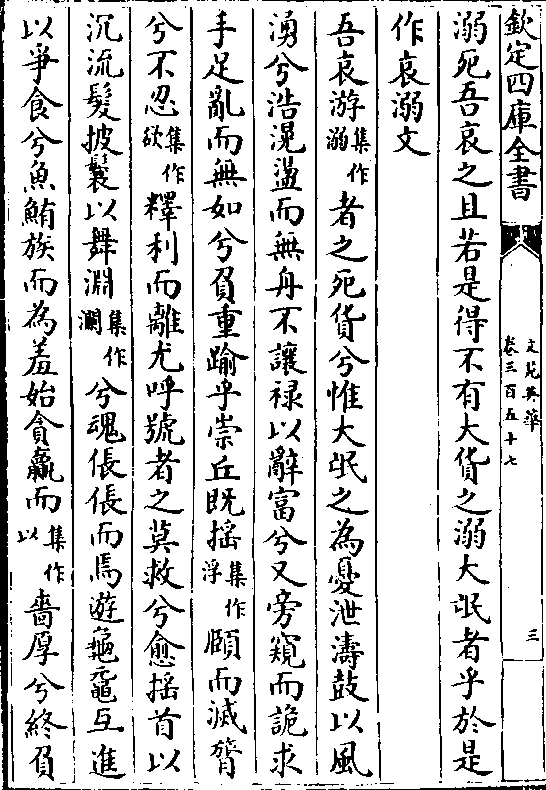 欽定四庫全書
文苑英華
卷三百五十七
三
溺死吾哀之且若是得不有大貨之溺大氓者乎於是
作哀溺文
吾哀游集作溺者之死貨兮惟大氓之為憂泄濤鼓以風
湧兮浩滉盪而無舟不讓祿以辭富兮又旁窺而詭求
手足亂而無如兮負重踰乎崇丘既摇集作浮頤而滅膂
兮不忍集作欲釋利而離尤呼號者之莫救兮愈摇首以
沉流髮披鬟以舞淵集作瀾兮魂倀倀而焉遊龜黿互進
以爭食兮魚鮪族而為羞始貪羸而集作以嗇厚兮終負